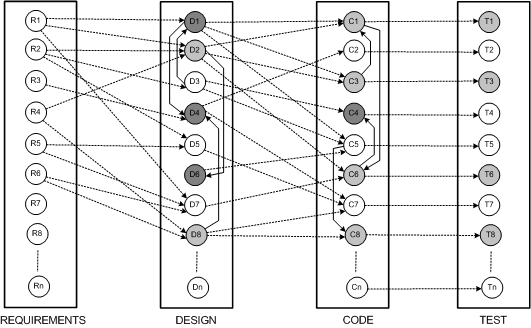 R1 D1 C1 T1
R2 D2 C2 T2
R3 D3 C3 T3
R4 D4 C4 T4
R5 D5 C5 T5
R6 D6 C6 T6
R7 D7 C7 T7
R8 D8 C8 T8
Rn Dn Cn Tn
REQUIREMENTS DESIGN CODE TEST